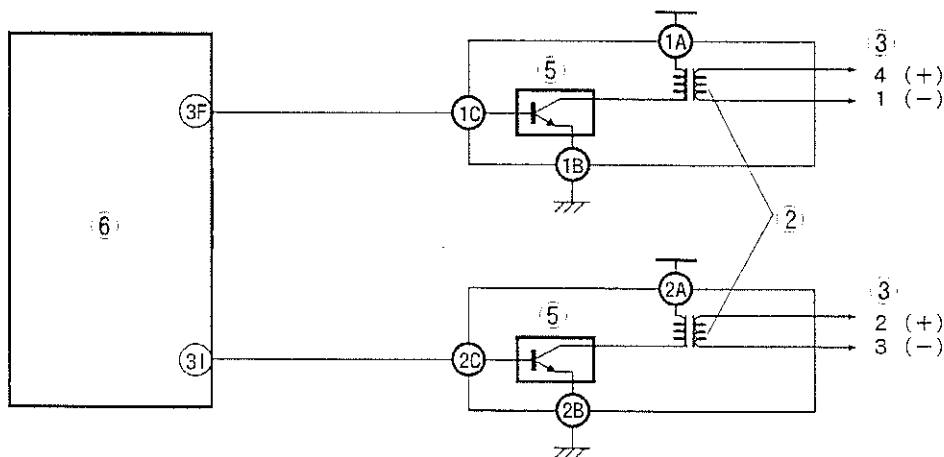 1A
③
⑤
4 (+)
3F
1C
1 (−)
1B
⑥
②
2A
③
⑤
2 (+)
3I
2C
3 (−)
2B